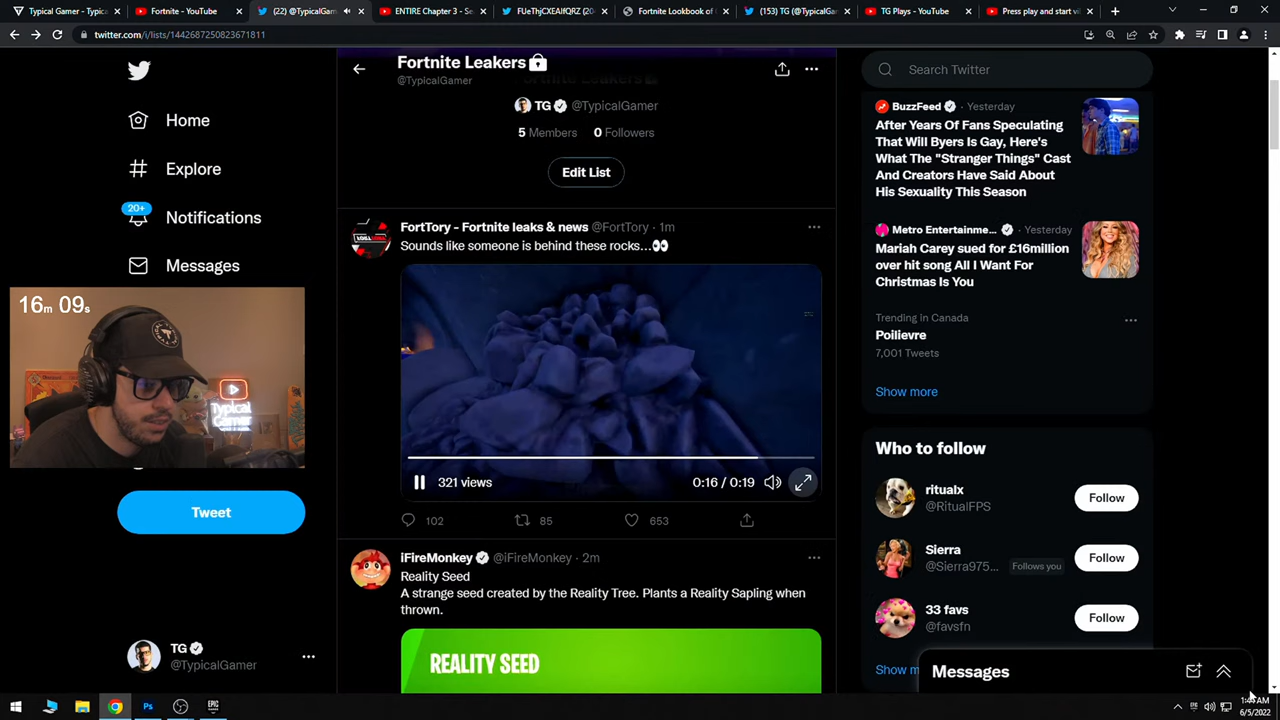 Typical Gamer - Typica
Fortnite - YouTube
(22) @TypicalGam
ENTIRE Chapter 3 - Se
FUeThjCXEAIfQRZ (20
Fortnite Lookbook of
(153) TG (@TypicalGa
TG Plays - YouTube
Press play and start vi
twitter.com/i/lists/1442687250823671811
Fortnite Leakers
@TypicalGamer
TG @TypicalGamer
5 Members 0 Followers
Edit List
Home
Explore
20+
Notifications
Messages
Tweet
TG
@TypicalGamer
16m 09s
Typical
Gamer
FortTory - Fortnite leaks & news @FortTory · 1m
Sounds like someone is behind these rocks...
321 views
0:16 / 0:19
102
85
653
iFireMonkey @iFireMonkey · 2m
Reality Seed
A strange seed created by the Reality Tree. Plants a Reality Sapling when
thrown.
REALITY SEED
Search Twitter
BuzzFeed · Yesterday
After Years Of Fans Speculating
That Will Byers Is Gay, Here's
What The "Stranger Things" Cast
And Creators Have Said About
His Sexuality This Season
Metro Entertainme... · Yesterday
Mariah Carey sued for £16million
over hit song All I Want For
Christmas Is You
Trending in Canada
Poilievre
7,001 Tweets
Show more
Who to follow
ritualx
@RitualFPS
Follow
Sierra
@Sierra975... Follows you
Follow
33 favs
@favsfn
Follow
Show m
Messages
6/5/2022